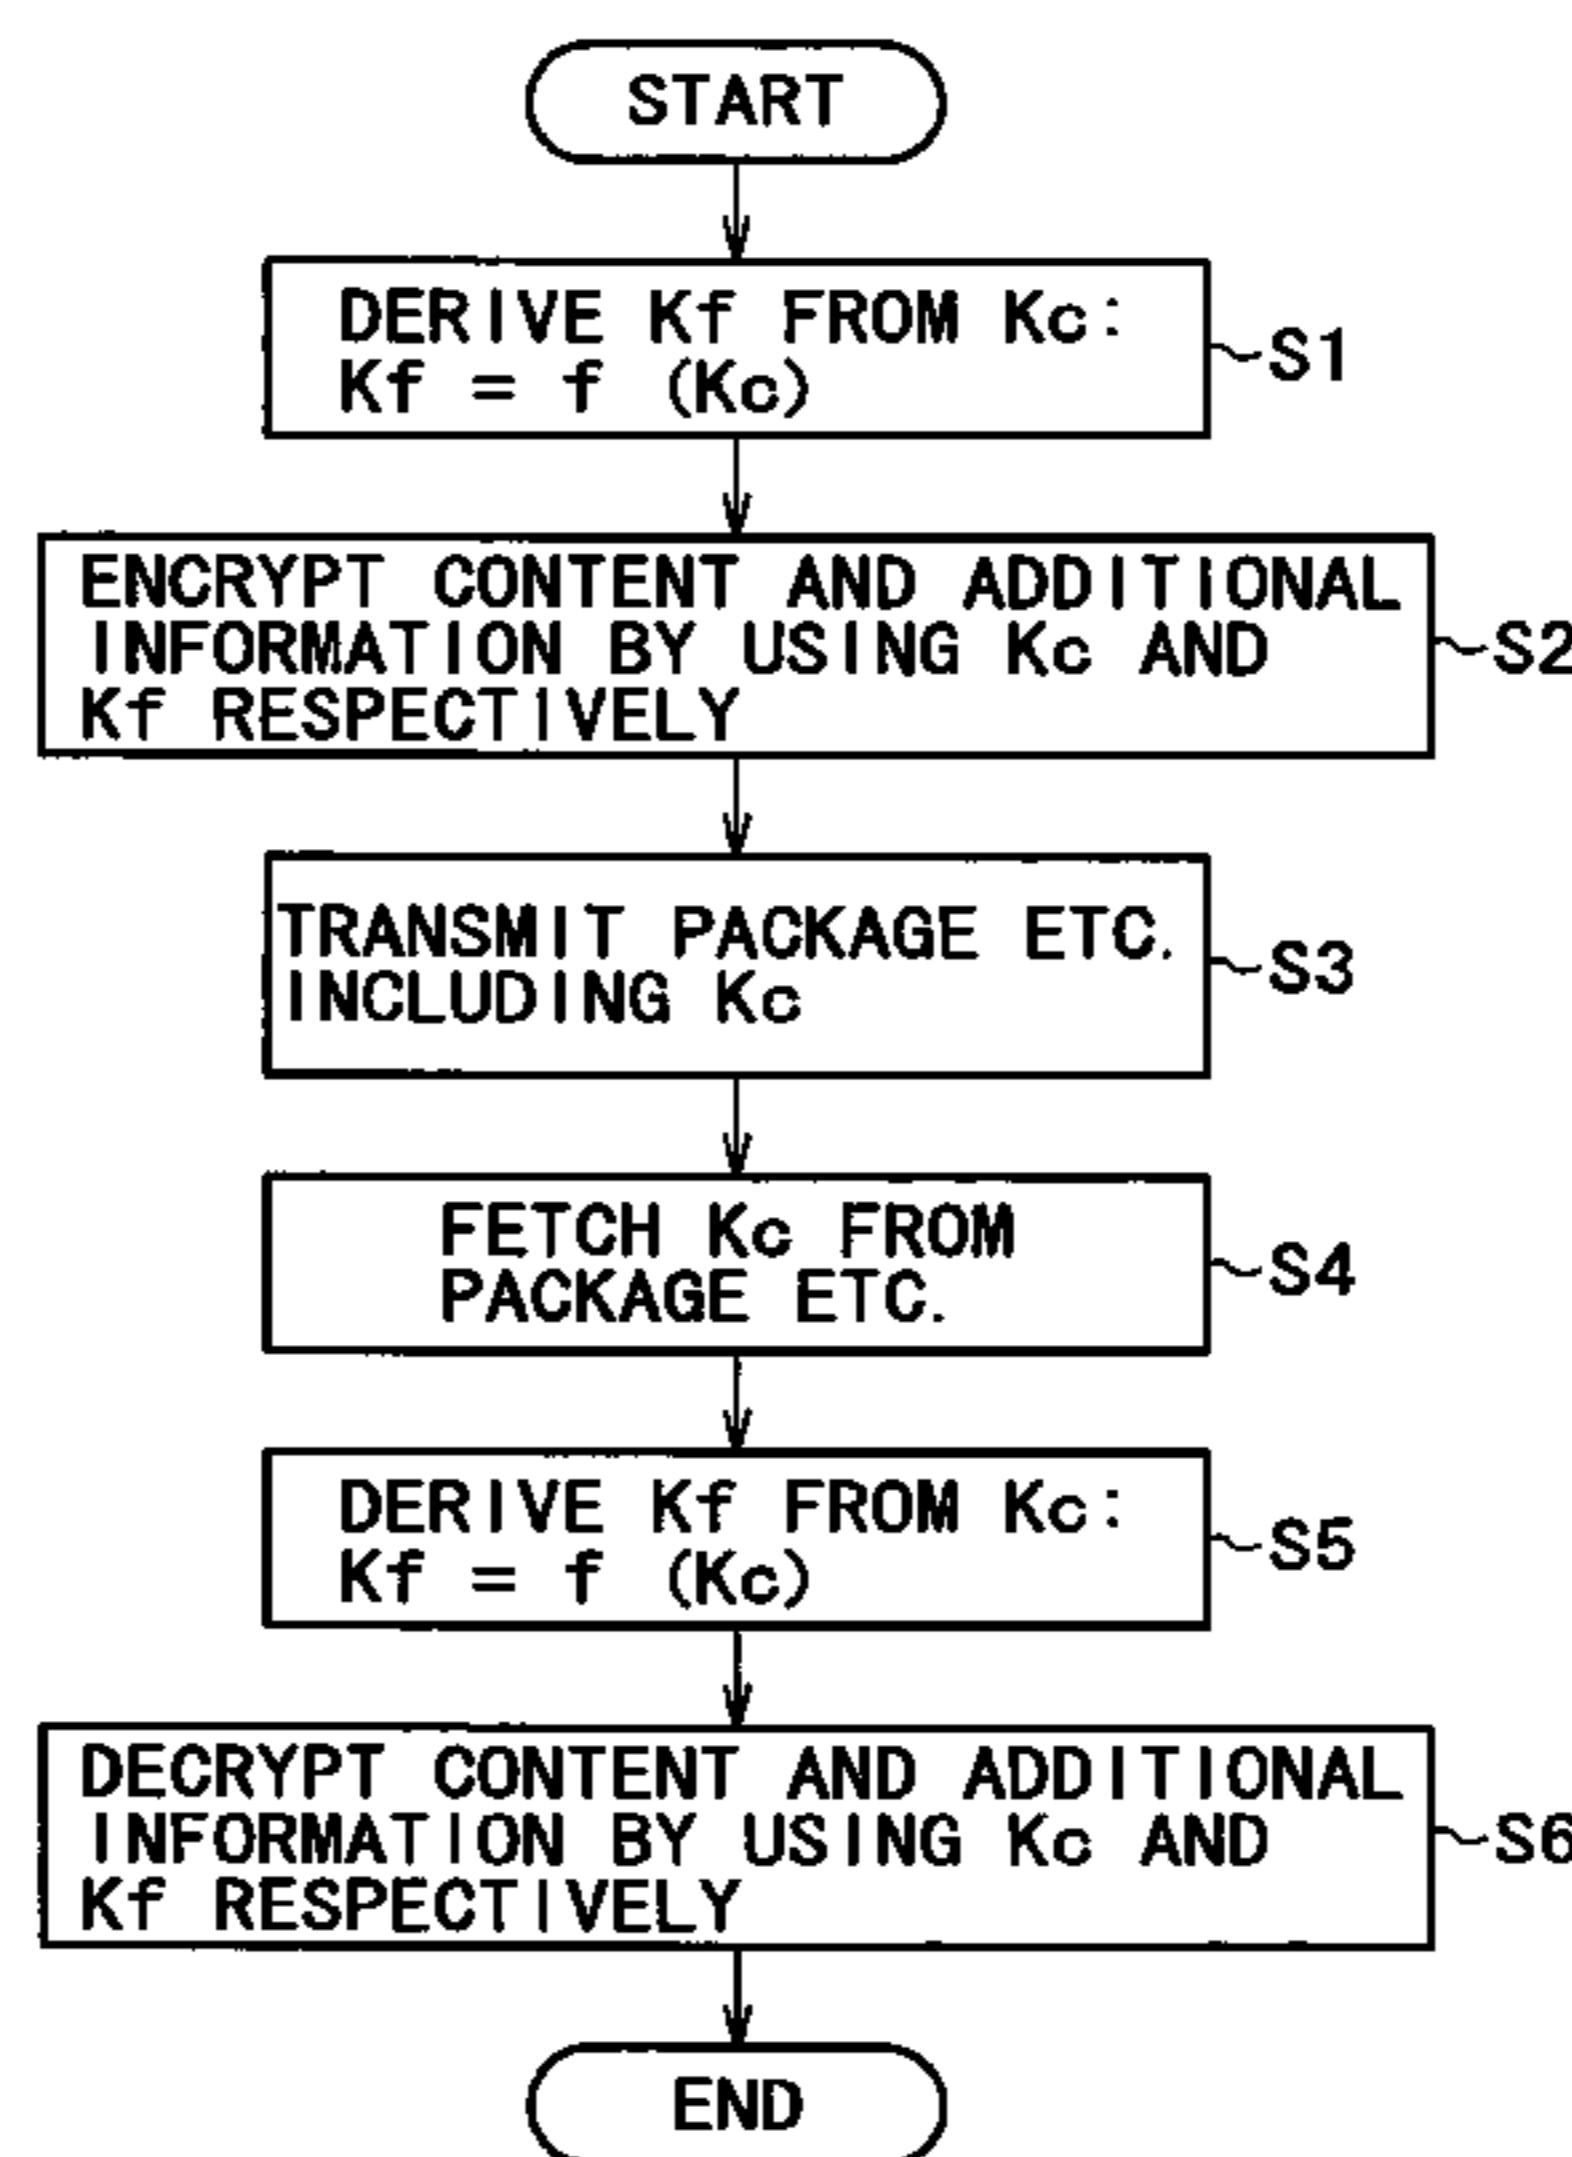 START
DERIVE Kf FROM Kc:
Kf = f (Kc)
S1
ENCRYPT CONTENT AND ADDITIONAL
INFORMATION BY USING Kc AND
Kf RESPECTIVELY
S2
TRANSMIT PACKAGE ETC.
INCLUDING Kc
S3
FETCH Kc FROM
PACKAGE ETC.
S4
DERIVE Kf FROM Kc:
Kf = f (Kc)
S5
DECRYPT CONTENT AND ADDITIONAL
INFORMATION BY USING Kc AND
Kf RESPECTIVELY
S6
END